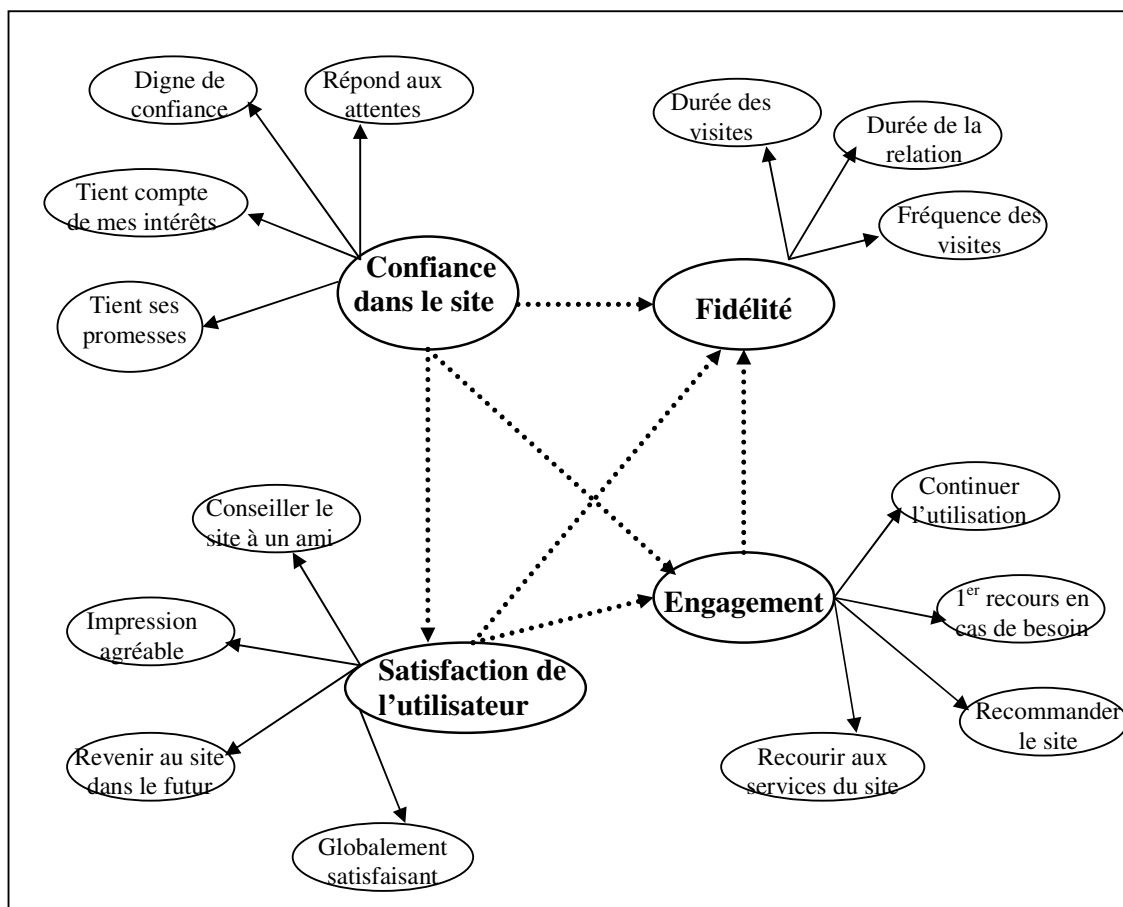 Digne de
confiance
Répond aux
attentes
Durée des
visites
Durée de la
relation
Tient compte
de mes intérêts
Fréquence des
visites
Confiance
dans le site
Fidélité
Tient ses
promesses
Conseiller le
site à un ami
Continuer
l’utilisation
Impression
agréable
Engagement
1er recours en
cas de besoin
Satisfaction de
l’utilisateur
Revenir au site
dans le futur
Recommander
le site
Recourir aux
services du site
Globalement
satisfaisant